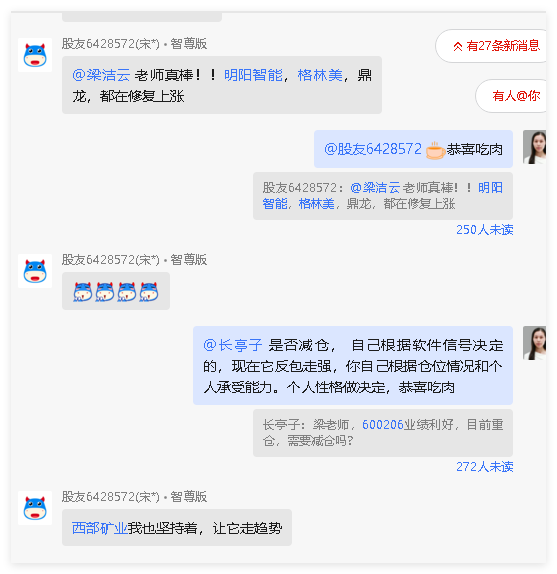 股友6428572(宋*) • 智尊版
有27条新消息
@梁洁云 老师真棒！！明阳智能，格林美，鼎
龙，都在修复上涨
有人@你
@股友6428572 恭喜吃肉
股友6428572：@梁洁云 老师真棒！！明阳
智能，格林美，鼎龙，都在修复上涨
250人未读
股友6428572(宋*) • 智尊版
@长亭子 是否减仓， 自己根据软件信号决定
的，现在它反包走强，你自己根据仓位情况和个
人承受能力。个人性格做决定，恭喜吃肉
长亭子：梁老师，600206业绩利好，目前重
仓，需要减仓吗？
272人未读
股友6428572(宋*) • 智尊版
西部矿业我也坚持着，让它走趋势